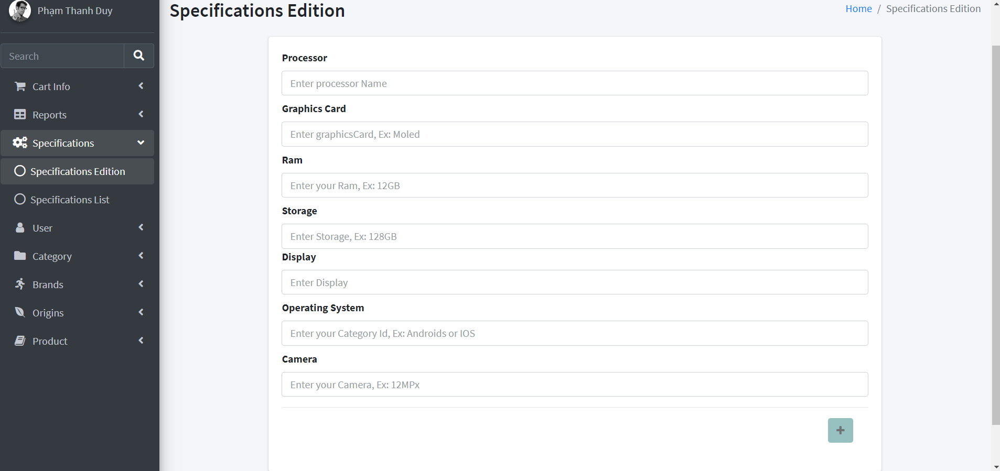 Phạm Thanh Duy
Search
Cart Info
Reports
Specifications
Specifications Edition
Specifications List
User
Category
Brands
Origins
Product
Specifications Edition
Home / Specifications Edition
Processor
Enter processor Name
Graphics Card
Enter graphicsCard, Ex: Moled
Ram
Enter your Ram, Ex: 12GB
Storage
Enter Storage, Ex: 128GB
Display
Enter Display
Operating System
Enter your Category Id, Ex: Androids or IOS
Camera
Enter your Camera, Ex: 12MPx
+